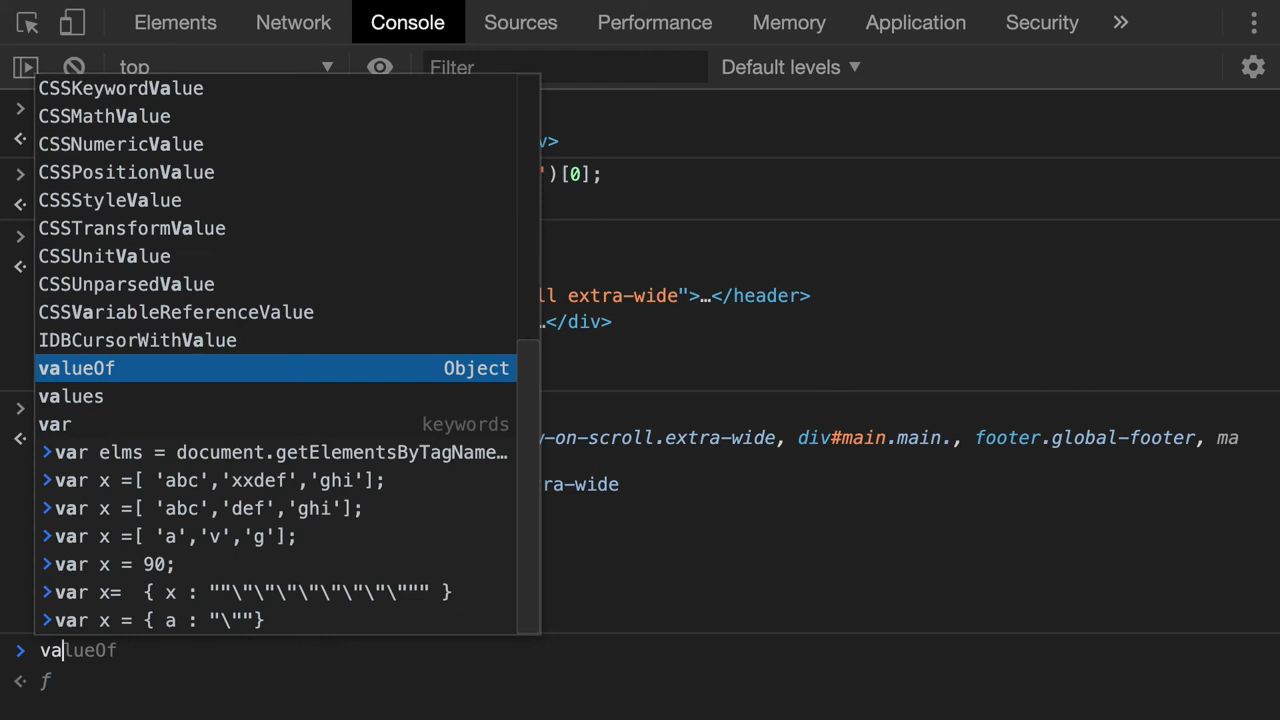 Elements Network Console Sources Performance Memory Application Security »
top ▼ Filter Default levels ▼
CSSKeywordValue
CSSMathValue
CSSNumericValue
CSSPositionValue
CSSStyleValue
CSSTransformValue
CSSUnitValue
CSSUnparsedValue
CSSVariableReferenceValue
IDBCursorWithValue
valueOf Object
values
var keywords
>var elms = document.getElementsByTagName…
>var x =[ 'abc','xxdef','ghi'];
>var x =[ 'abc','def','ghi'];
>var x =[ 'a','v','g'];
>var x = 90;
>var x=  { x : ""\"\"\"\"\"\"\"\""" }
>var x = { a : "\""}
v>
')[0];
ll extra-wide">…</header>
…</div>
y-on-scroll.extra-wide, div#main.main., footer.global-footer, ma
ra-wide
> valueOf
ƒ